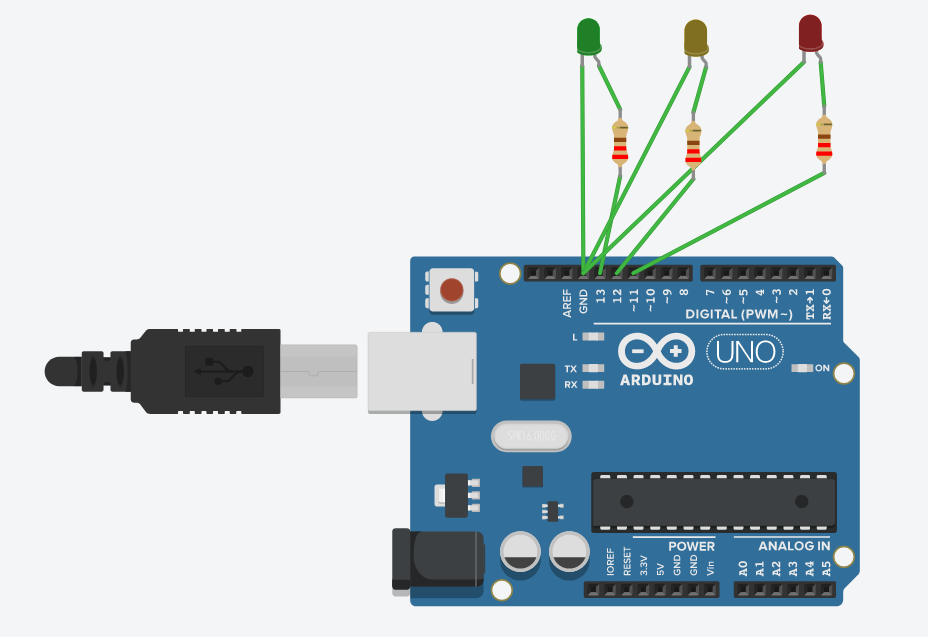 AREF
GND
13
12
~11
~10
~9
8
7
~6
~5
4
~3
2
TX→1
RX←0
DIGITAL (PWM~)
L
TX
RX
ARDUINO
UNO
ON
SPK16.000G
POWER
ANALOG IN
IOREF
RESET
3.3V
5V
GND
GND
Vin
A0
A1
A2
A3
A4
A5